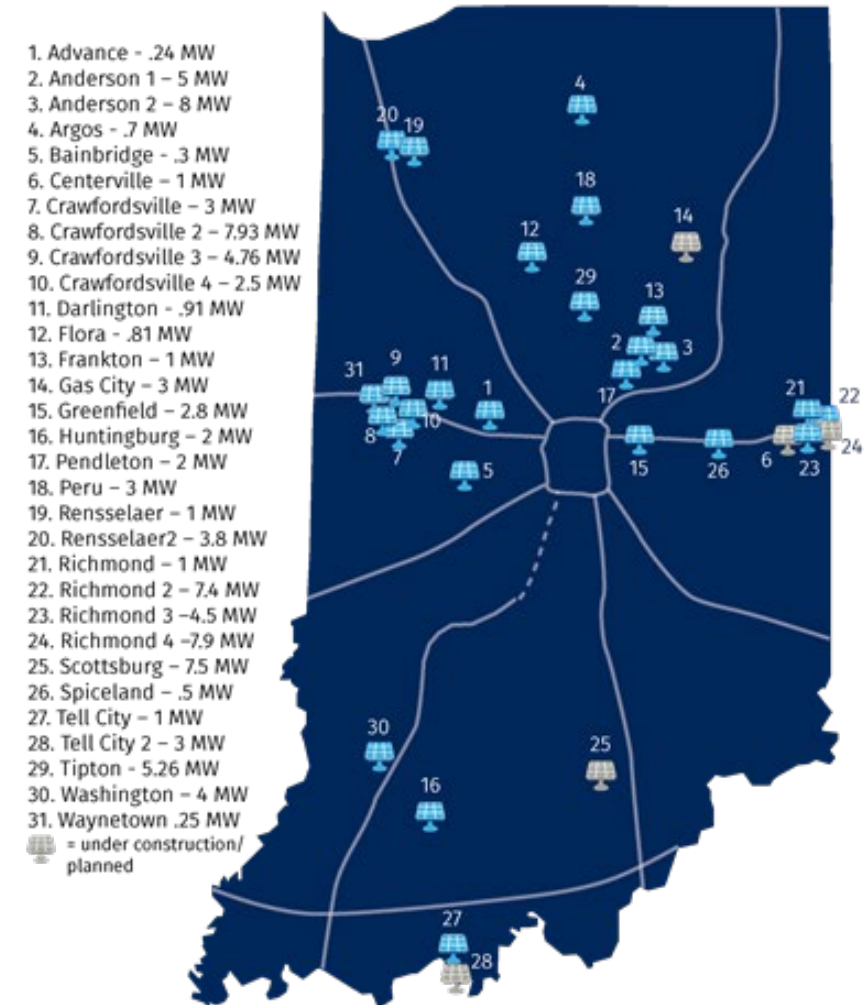 1. Advance - .24 MW
2. Anderson 1 – 5 MW
3. Anderson 2 – 8 MW
4. Argos - .7 MW
5. Bainbridge - .3 MW
6. Centerville – 1 MW
7. Crawfordsville – 3 MW
8. Crawfordsville 2 – 7.93 MW
9. Crawfordsville 3 – 4.76 MW
10. Crawfordsville 4 – 2.5 MW
11. Darlington - .91 MW
12. Flora - .81 MW
13. Frankton – 1 MW
14. Gas City – 3 MW
15. Greenfield – 2.8 MW
16. Huntingburg – 2 MW
17. Pendleton – 2 MW
18. Peru – 3 MW
19. Rensselaer – 1 MW
20. Rensselaer2 – 3.8 MW
21. Richmond – 1 MW
22. Richmond 2 – 7.4 MW
23. Richmond 3 –4.5 MW
24. Richmond 4 –7.9 MW
25. Scottsburg – 7.5 MW
26. Spiceland – .5 MW
27. Tell City – 1 MW
28. Tell City 2 – 3 MW
29. Tipton - 5.26 MW
30. Washington – 4 MW
31. Waynetown .25 MW
= under construction/
planned
4
20
19
18
14
12
29
13
2
3
17
31
9
11
1
10
8
7
5
15
26
21
22
6
23
24
30
25
16
27
28